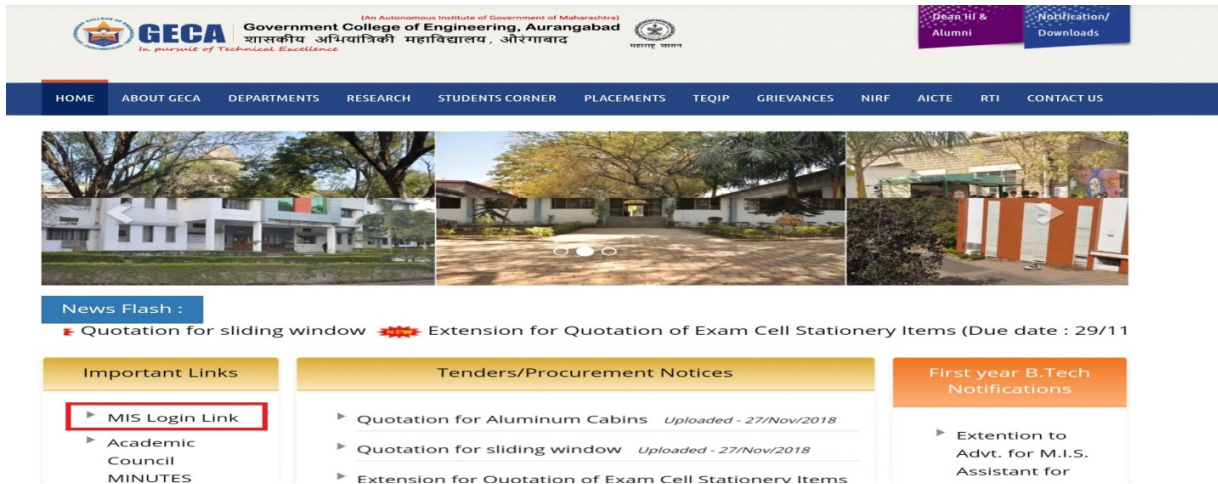 (An Autonomous Institute of Government of Maharashtra)
GECA
Government College of Engineering, Aurangabad
शासकीय अभियांत्रिकी महाविद्यालय, औरंगाबाद
In pursuit of Technical Excellence
महाराष्ट्र शासन
Dean III &
Alumni
Notification/
Downloads
HOME ABOUT GECA DEPARTMENTS RESEARCH STUDENTS CORNER PLACEMENTS TEQIP GRIEVANCES NIRF AICTE RTI CONTACT US
News Flash :
Quotation for sliding window NEW Extension for Quotation of Exam Cell Stationery Items (Due date : 29/11
Important Links
MIS Login Link
Academic
Council
MINUTES
Tenders/Procurement Notices
Quotation for Aluminum Cabins Uploaded - 27/Nov/2018
Quotation for sliding window Uploaded - 27/Nov/2018
Extension for Quotation of Exam Cell Stationery Items
First year B.Tech
Notifications
Extention to
Advt. for M.I.S.
Assistant for